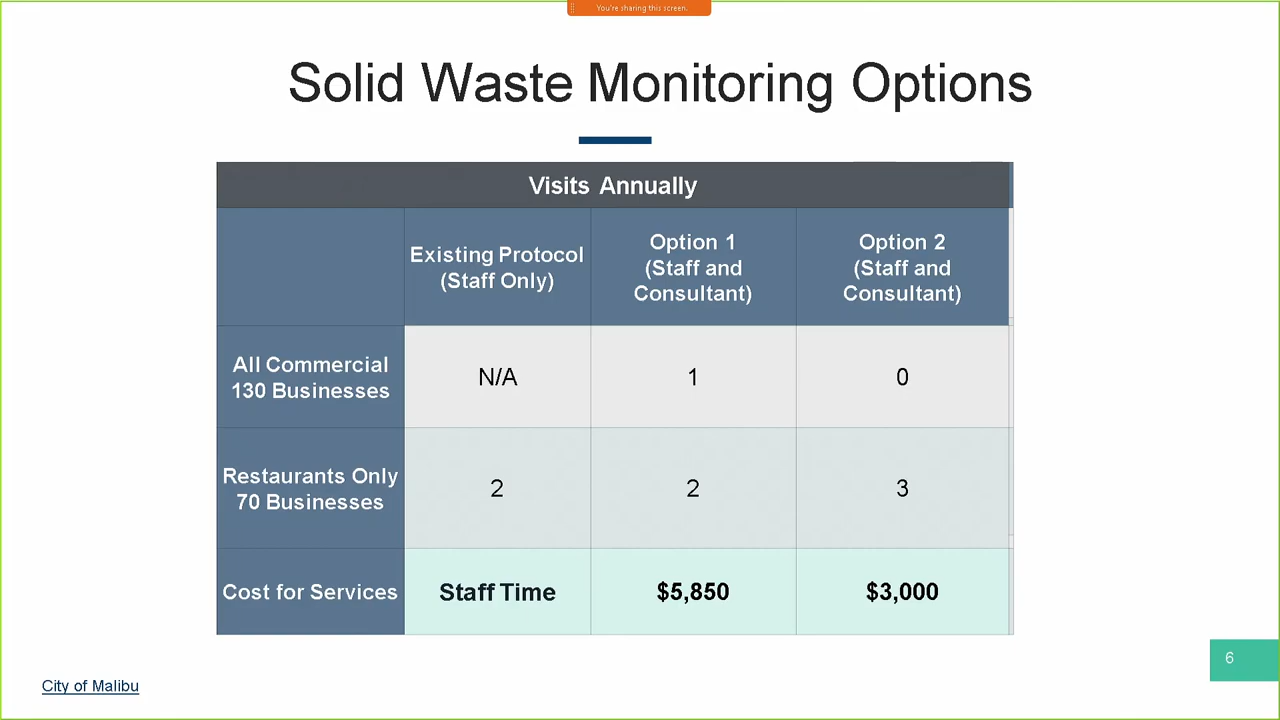 You're sharing this screen.
Solid Waste Monitoring Options
Visits Annually
Existing Protocol
(Staff Only)
Option 1
(Staff and
Consultant)
Option 2
(Staff and
Consultant)
All Commercial
130 Businesses
N/A
1
0
Restaurants Only
70 Businesses
2
2
3
Cost for Services
Staff Time
$5,850
$3,000
6
City of Malibu